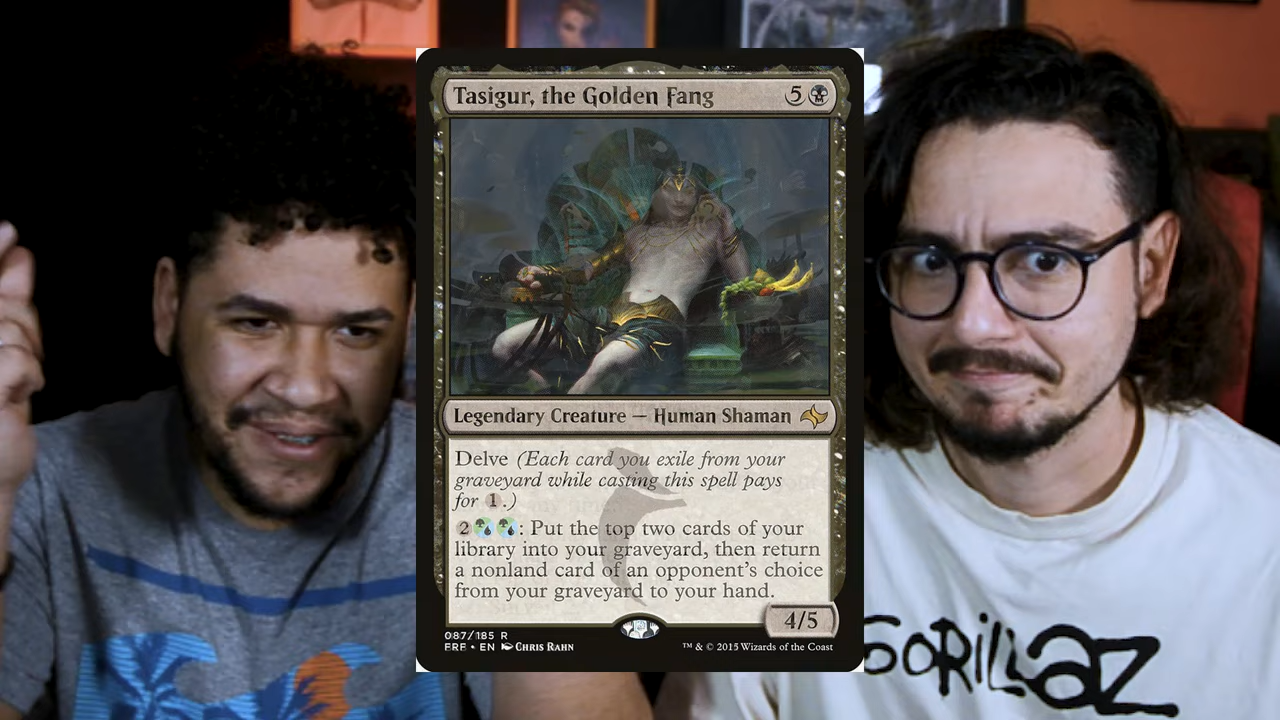 Tasigur, the Golden Fang 5
Legendary Creature — Human Shaman
Delve (Each card you exile from your
graveyard while casting this spell pays
for 1.)
2: Put the top two cards of your
library into your graveyard, then return
a nonland card of an opponent's choice
from your graveyard to your hand.
4/5
087/185 R
FRF • EN Chris Rahn
™ & © 2015 Wizards of the Coast
GORILLAZ